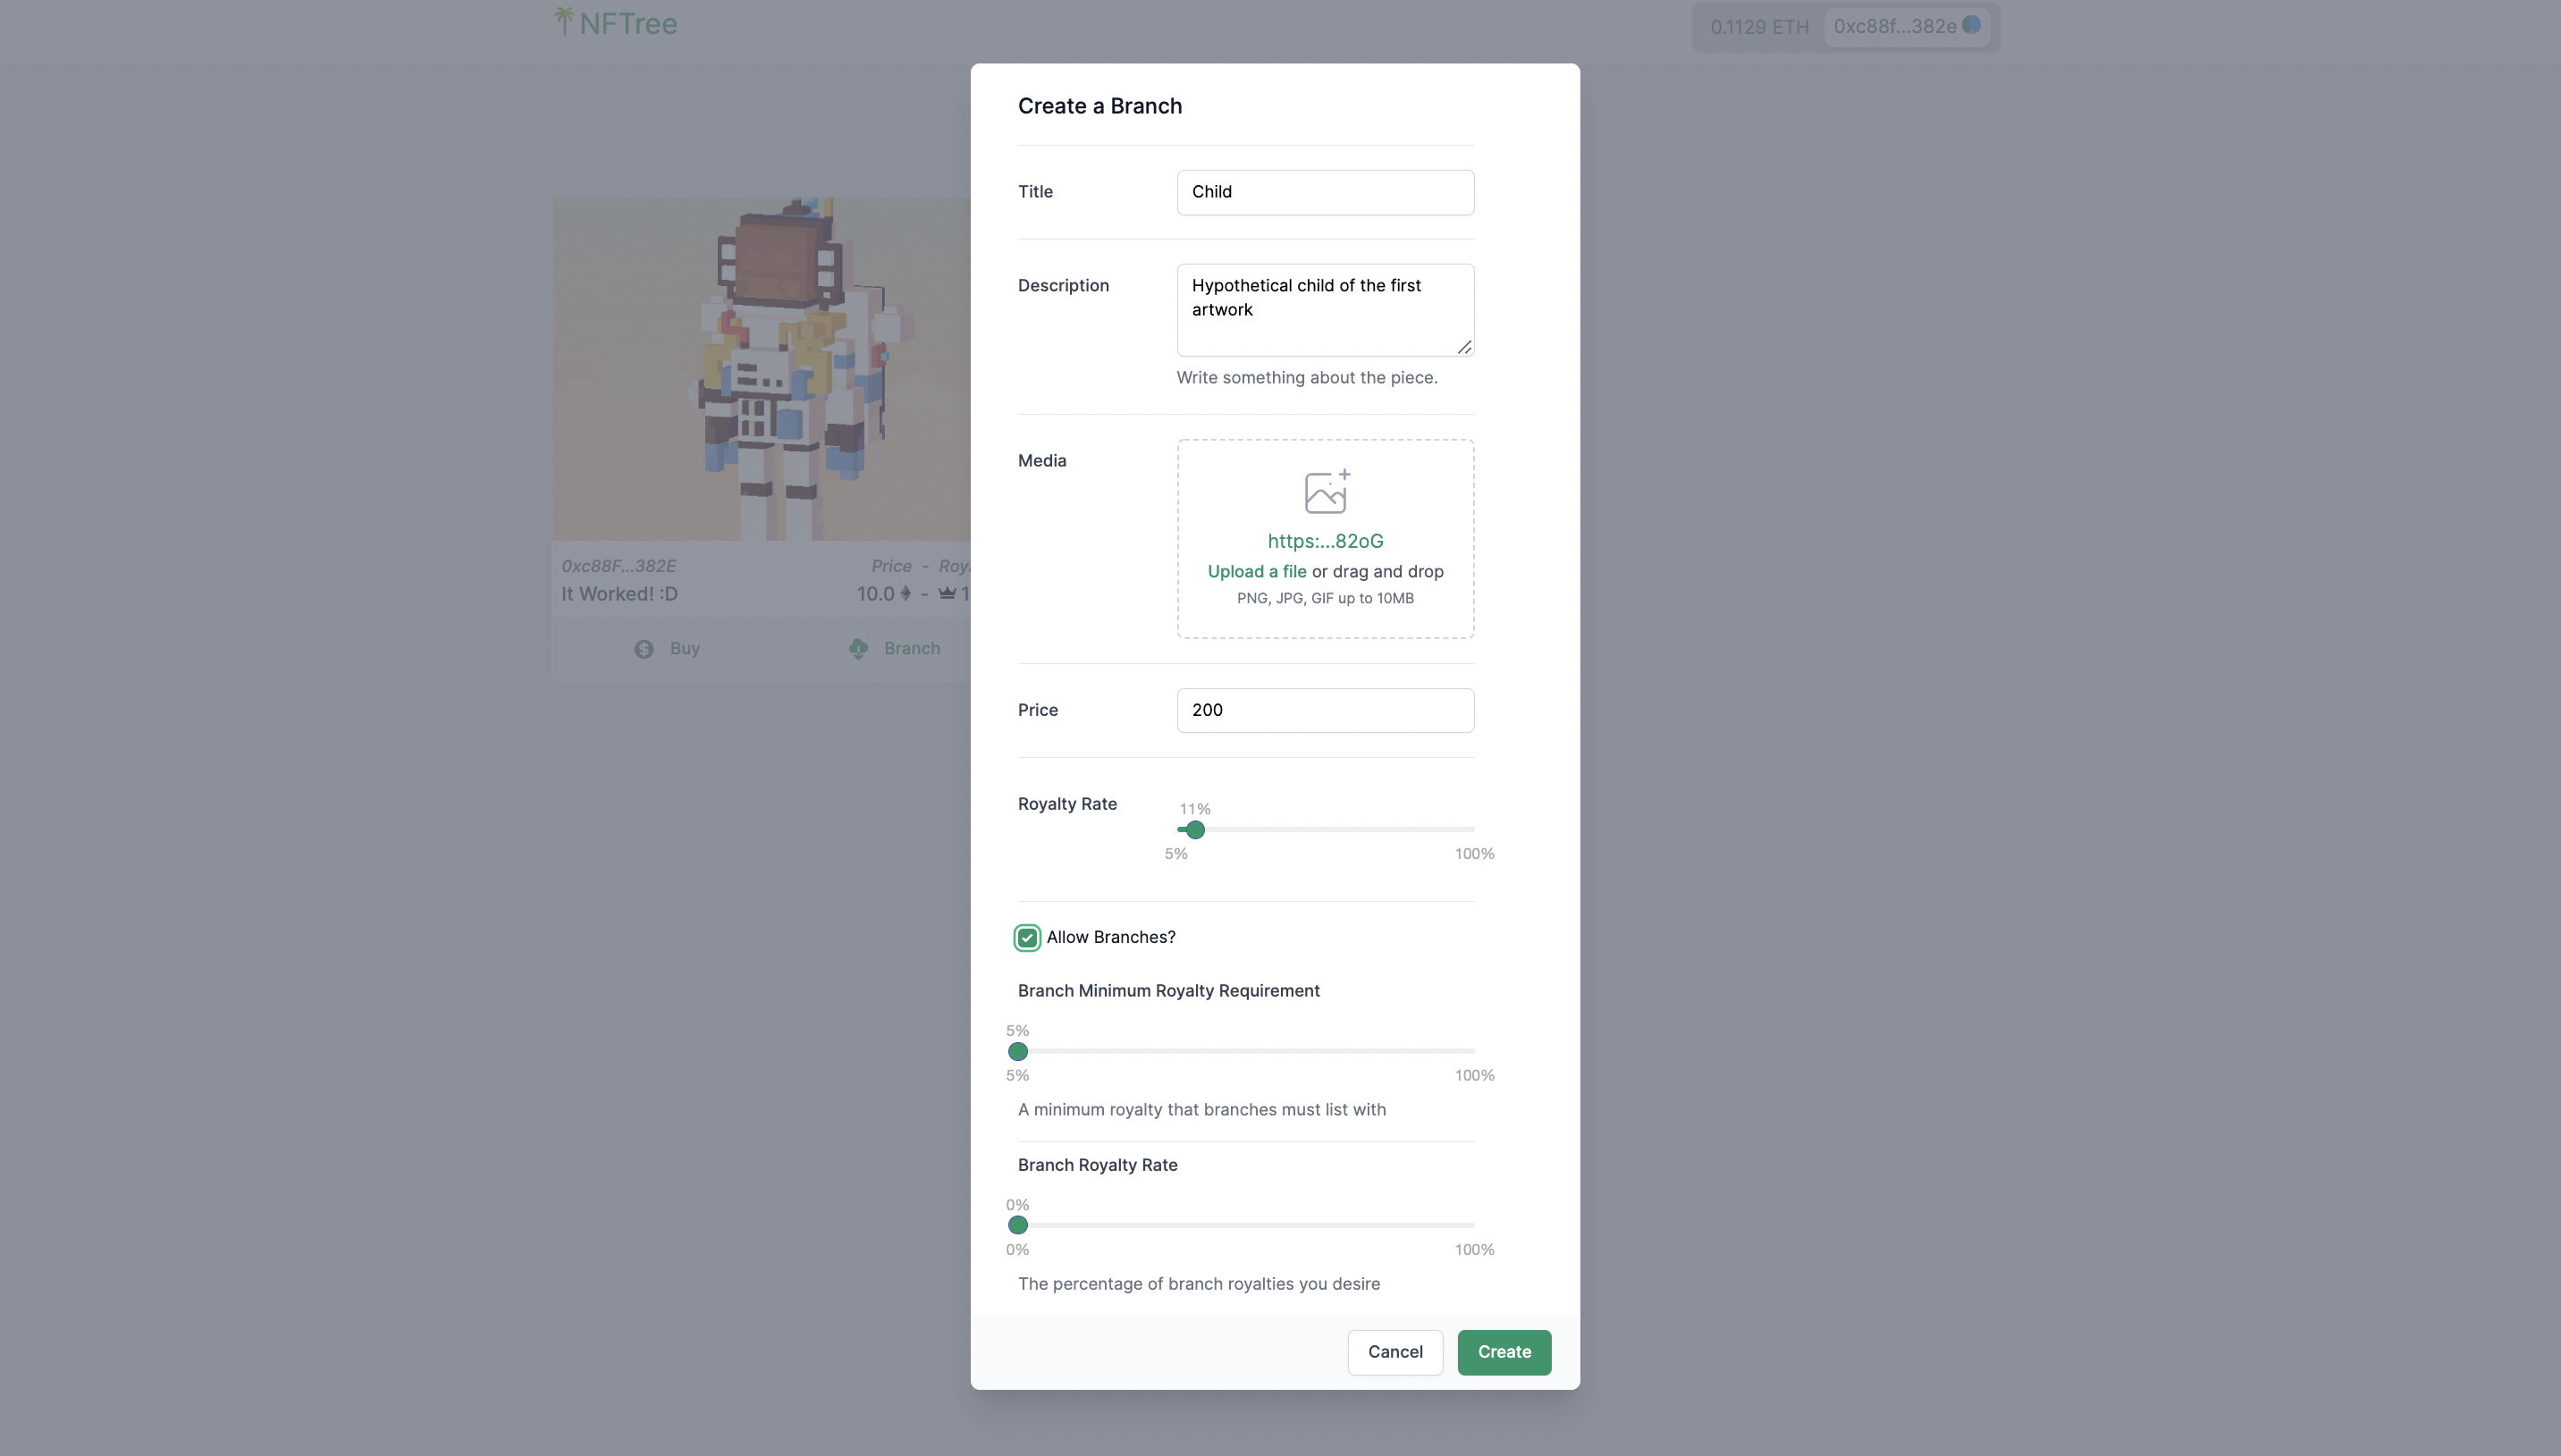 NFTree
0.1129 ETH 0xc88f...382e
Create a Branch
Title
Child
Description
Hypothetical child of the first
artwork
Write something about the piece.
Media
https:...82oG
Upload a file or drag and drop
PNG, JPG, GIF up to 10MB
0xc88F...382E
Price -
It Worked! :D
10.0 -
Buy
Branch
Price
200
Royalty Rate
11%
5% 100%
Allow Branches?
Branch Minimum Royalty Requirement
5%
5% 100%
A minimum royalty that branches must list with
Branch Royalty Rate
0%
0% 100%
The percentage of branch royalties you desire
Cancel
Create